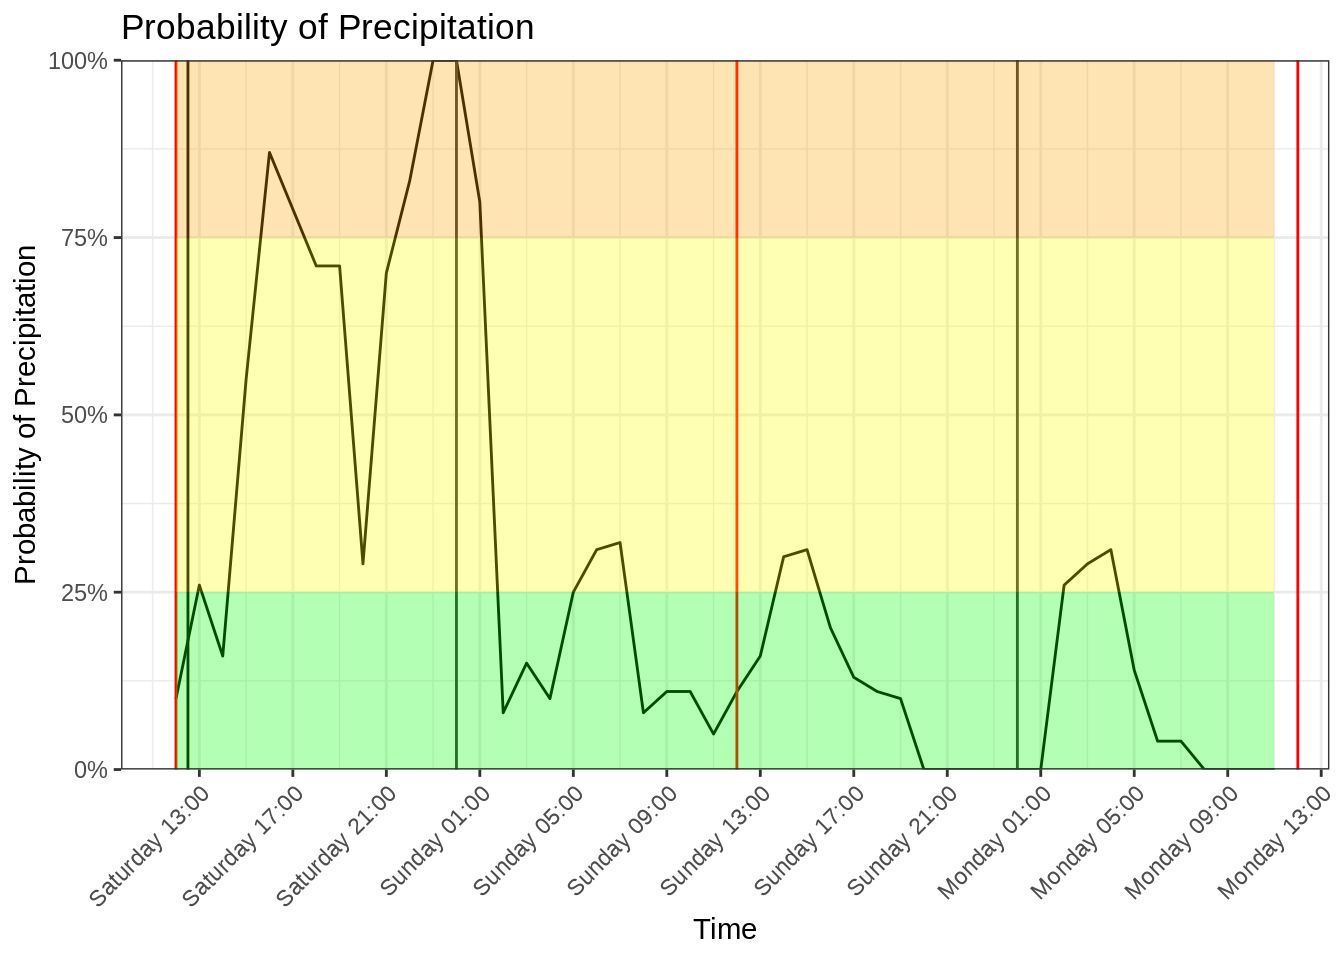 Probability of Precipitation
100%
75%
50%
25%
0%
Probability of Precipitation
Saturday 13:00
Saturday 17:00
Saturday 21:00
Sunday 01:00
Sunday 05:00
Sunday 09:00
Sunday 13:00
Sunday 17:00
Sunday 21:00
Monday 01:00
Monday 05:00
Monday 09:00
Monday 13:00
Time